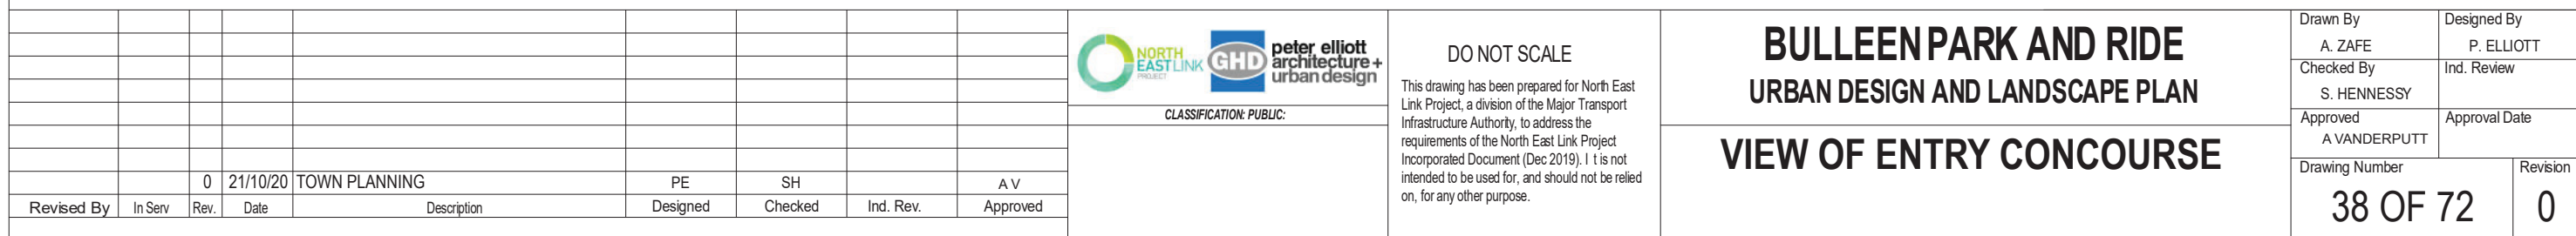 0 21/10/20 TOWN PLANNING PE SH A V
Revised By In Serv Rev. Date Description Designed Checked Ind. Rev. Approved
NORTH
EASTLINK
PROJECT
GHD
peter elliott
architecture+
urban design
CLASSIFICATION: PUBLIC:
DO NOT SCALE
This drawing has been prepared for North East
Link Project, a division of the Major Transport
Infrastructure Authority, to address the
requirements of the North East Link Project
Incorporated Document (Dec 2019). I t is not
intended to be used for, and should not be relied
on, for any other purpose.
BULLEEN PARK AND RIDE
URBAN DESIGN AND LANDSCAPE PLAN
VIEW OF ENTRY CONCOURSE
Drawn By
A. ZAFE
Designed By
P. ELLIOTT
Checked By
S. HENNESSY
Ind. Review
Approved
A VANDERPUTT
Approval Date
Drawing Number
38 OF 72
Revision
0